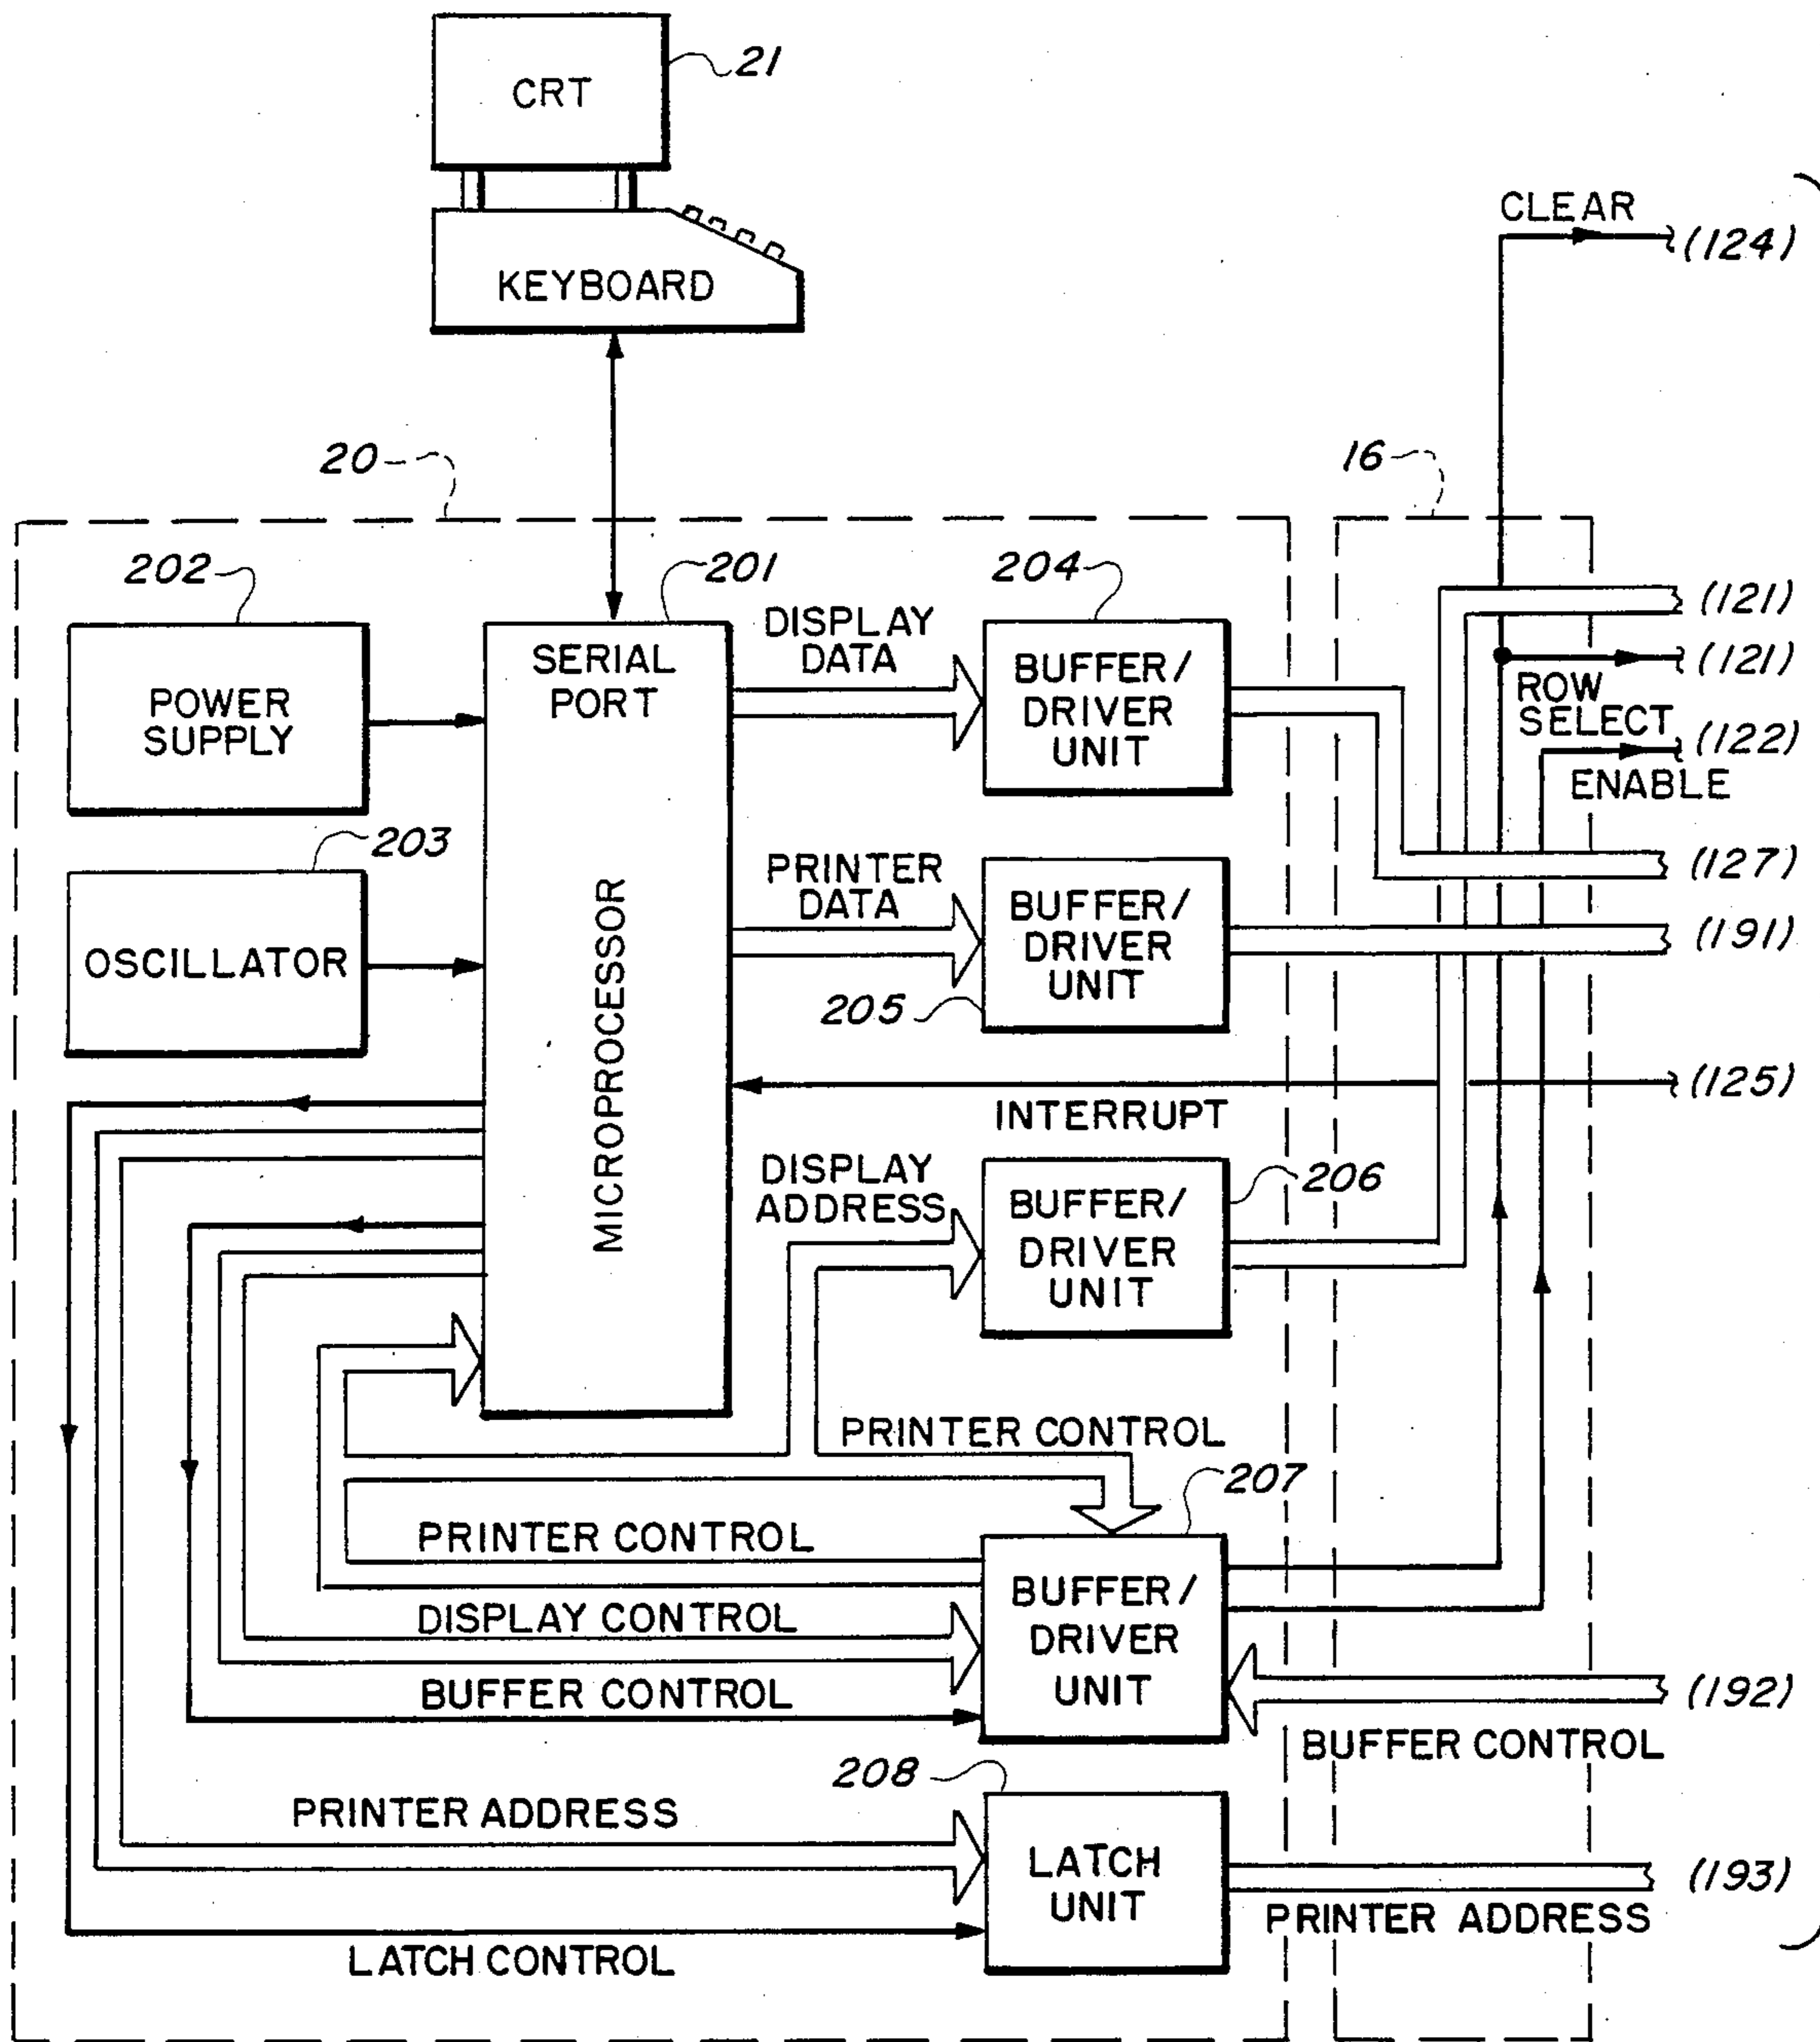 CRT
21
KEYBOARD
CLEAR
(124)
20
16
202
201
204
DISPLAY
DATA
(121)
SERIAL
PORT
BUFFER/
DRIVER
UNIT
(121)
ROW
SELECT
(122)
ENABLE
POWER
SUPPLY
203
(127)
PRINTER
DATA
BUFFER/
DRIVER
UNIT
(191)
OSCILLATOR
MICROPROCESSOR
205
INTERRUPT
(125)
DISPLAY
ADDRESS
206
BUFFER/
DRIVER
UNIT
PRINTER CONTROL
207
PRINTER CONTROL
BUFFER/
DRIVER
UNIT
DISPLAY CONTROL
BUFFER CONTROL
(192)
BUFFER CONTROL
208
PRINTER ADDRESS
LATCH
UNIT
(193)
PRINTER ADDRESS
LATCH CONTROL